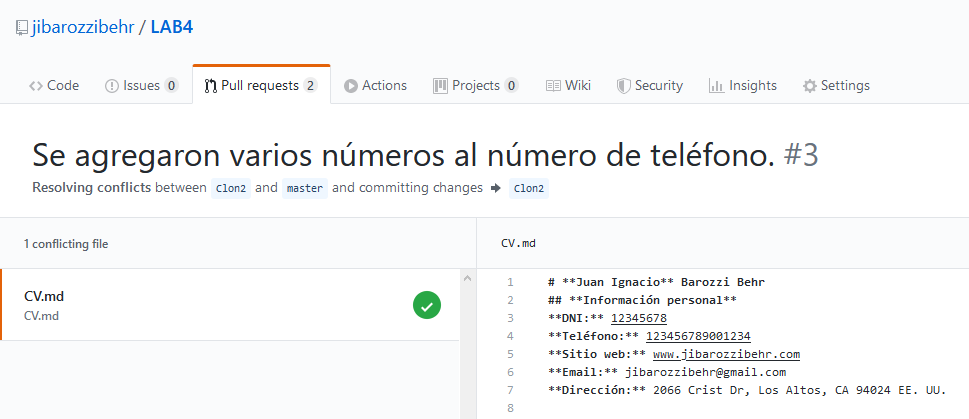 jibarozzibehr / LAB4
Code Issues 0 Pull requests 2 Actions Projects 0 Wiki Security Insights Settings
Se agregaron varios números al número de teléfono. #3
Resolving conflicts between Clon2 and master and committing changes → Clon2
1 conflicting file
CV.md
CV.md
CV.md
1 # **Juan Ignacio** Barozzi Behr
2 ## **Información personal**
3 **DNI:** 12345678
4 **Teléfono:** 123456789001234
5 **Sitio web:** www.jibarozzibehr.com
6 **Email:** jibarozzibehr@gmail.com
7 **Dirección:** 2066 Crist Dr, Los Altos, CA 94024 EE. UU.
8